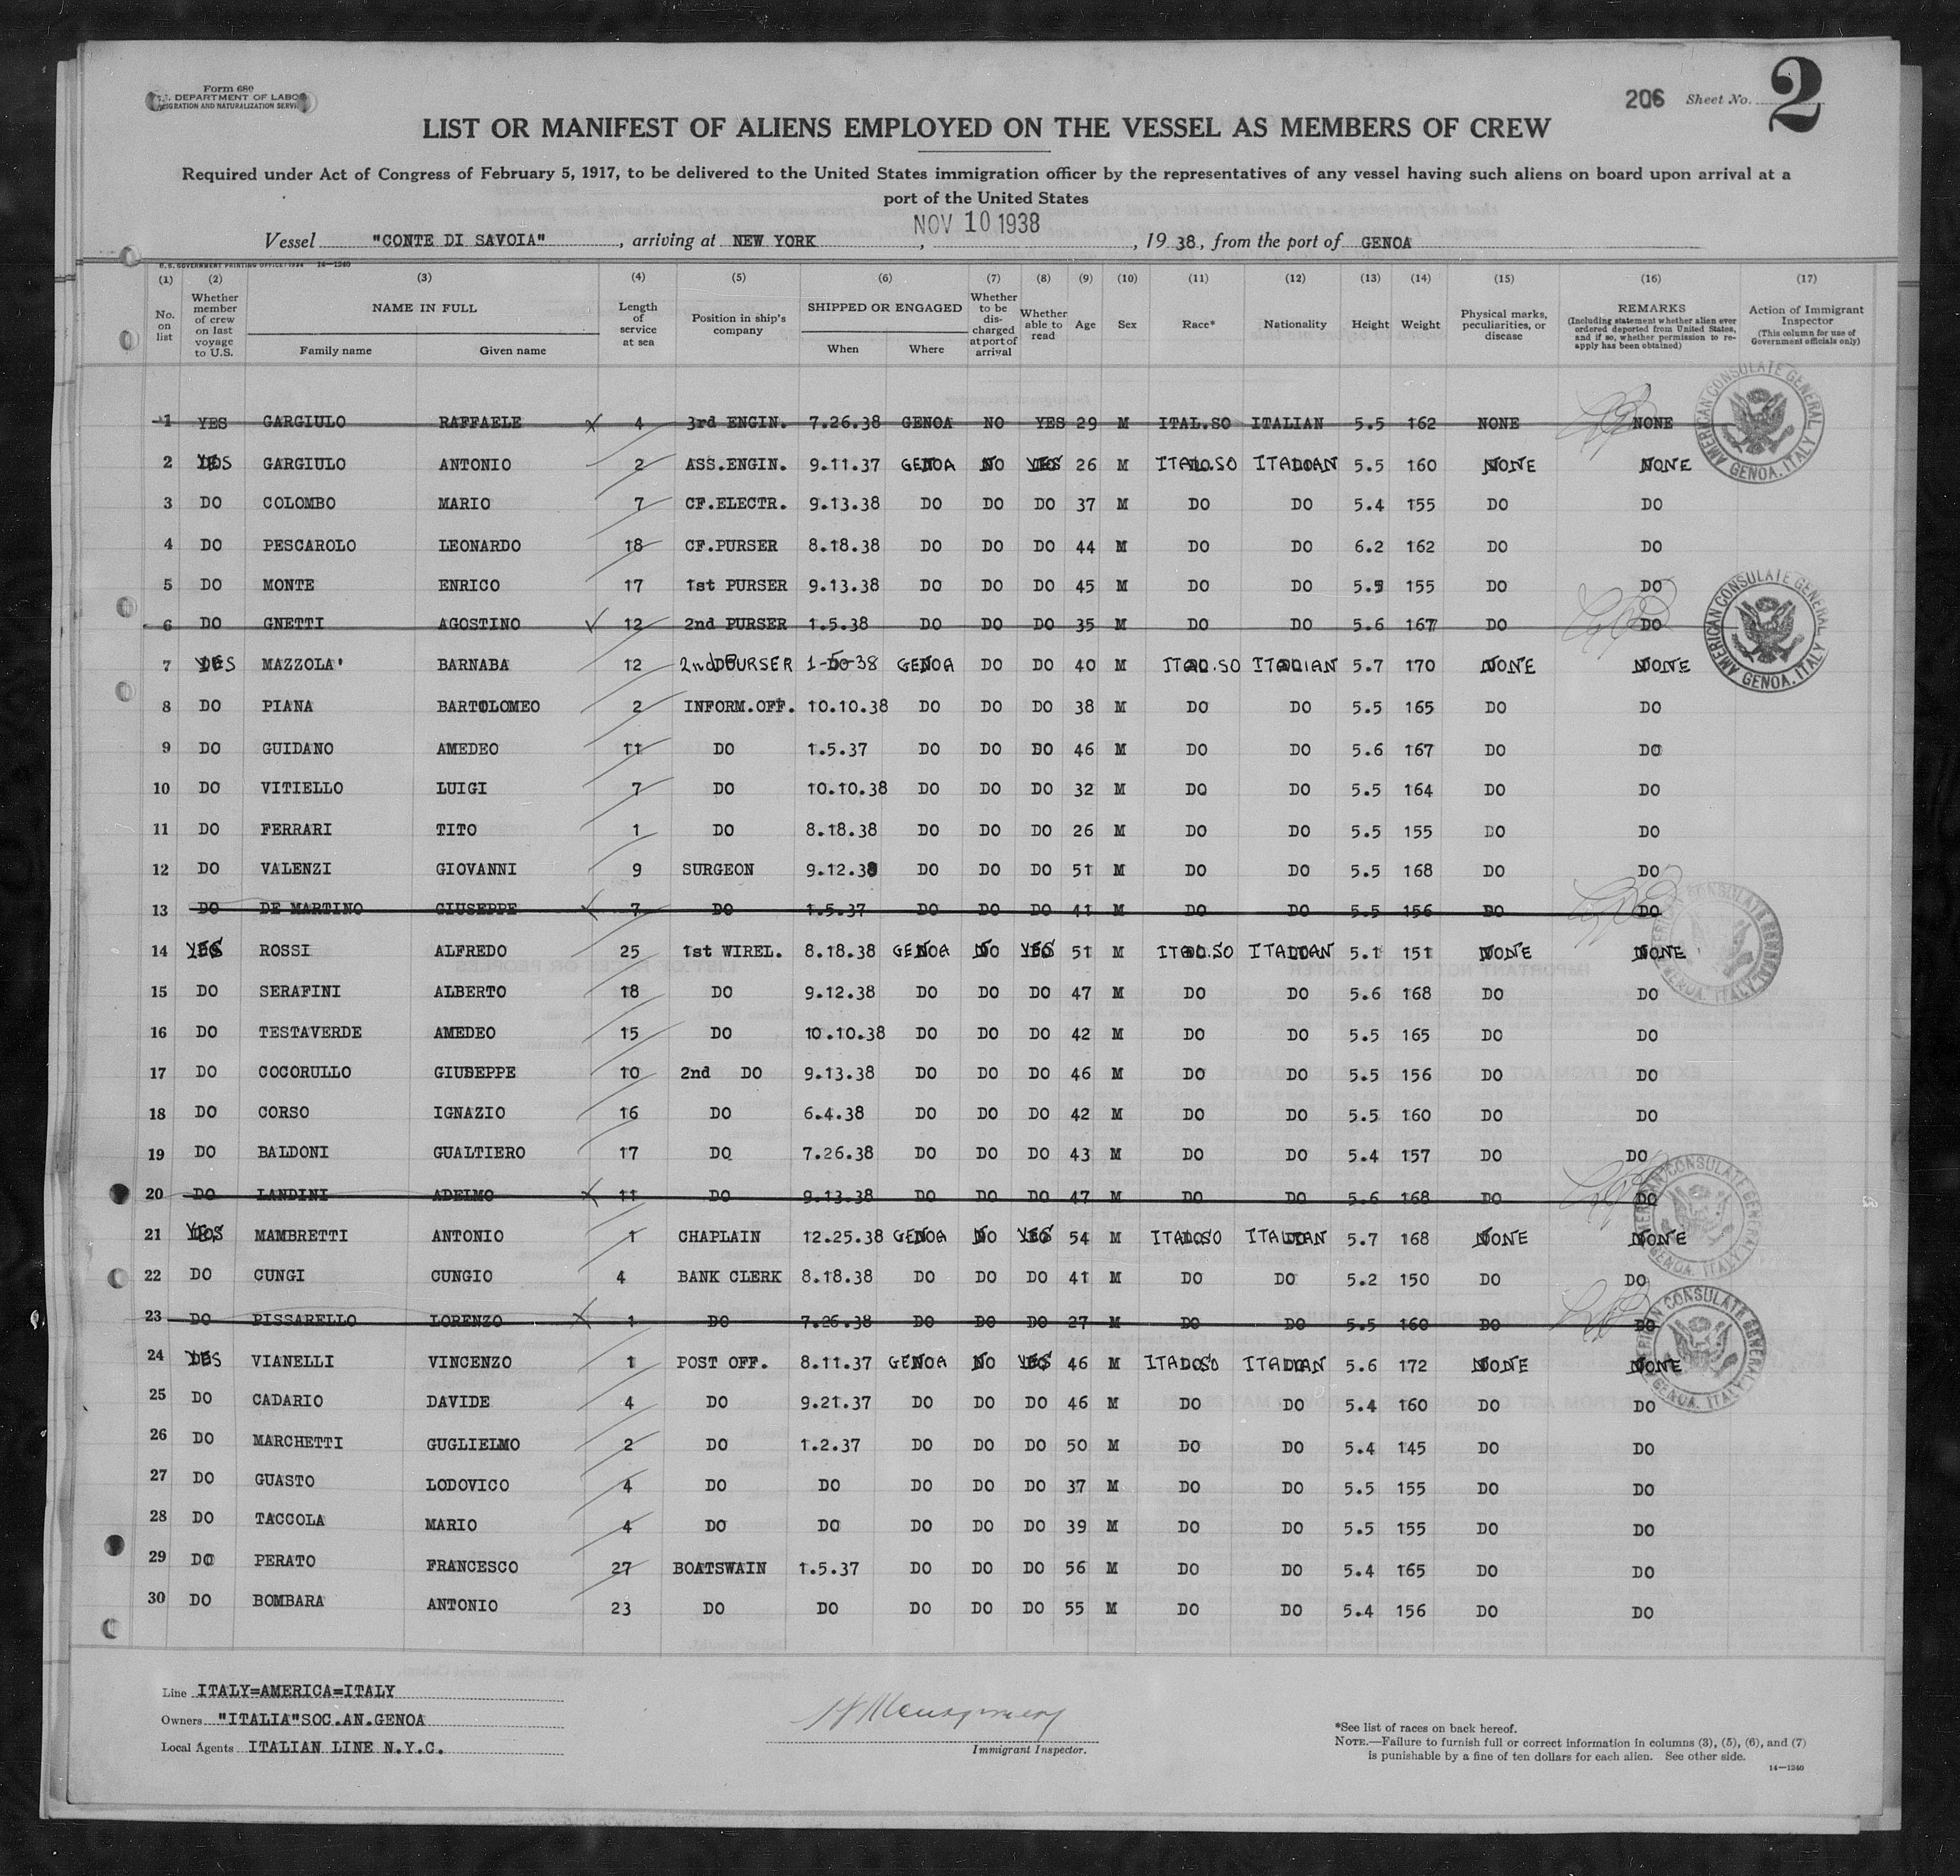 Form 680
U.S. DEPARTMENT OF LABOR
IMMIGRATION AND NATURALIZATION SERVICE
206 Sheet No. 2
LIST OR MANIFEST OF ALIENS EMPLOYED ON THE VESSEL AS MEMBERS OF CREW
Required under Act of Congress of February 5, 1917, to be delivered to the United States immigration officer by the representatives of any vessel having such aliens on board upon arrival at a
port of the United States
NOV 10 1938
Vessel "CONTE DI SAVOIA", arriving at NEW YORK, , 19 38, from the port of GENOA
U.S. GOVERNMENT PRINTING OFFICE: 1934 14—1240
(1) No. on list (2) Whether member of crew on last voyage to U.S. (3) NAME IN FULL Family name Given name (4) Length of service at sea (5) Position in ship's company (6) SHIPPED OR ENGAGED When Where (7) Whether to be discharged at port of arrival (8) Whether able to read (9) Age (10) Sex (11) Race* (12) Nationality (13) Height (14) Weight (15) Physical marks, peculiarities, or disease (16) REMARKS (Including statement whether alien ever ordered deported from United States, and if so, whether permission to re-apply has been obtained) (17) Action of Immigrant Inspector (This column for use of Government officials only)
1 YES GARGIULO RAFFAELE 4 3rd ENGIN. 7.26.38 GENOA NO YES 29 M ITAL.SO ITALIAN 5.5 162 NONE NONE
2 YES GARGIULO ANTONIO 2 ASS.ENGIN. 9.11.37 GENOA NO YES 26 M ITAL.SO ITALIAN 5.5 160 NONE NONE
3 DO COLOMBO MARIO 7 CF.ELECTR. 9.13.38 DO DO DO 37 M DO DO 5.4 155 DO DO
4 DO PESCAROLO LEONARDO 18 CF.PURSER 8.18.38 DO DO DO 44 M DO DO 6.2 162 DO DO
5 DO MONTE ENRICO 17 1st PURSER 9.13.38 DO DO DO 45 M DO DO 5.5 155 DO DO
6 DO GNETTI AGOSTINO 12 2nd PURSER 1.5.38 DO DO DO 35 M DO DO 5.6 167 DO DO
7 YES MAZZOLA' BARNABA 12 2nd PURSER 1-5-38 GENOA DO DO 40 M ITAL.SO ITALIAN 5.7 170 NONE NONE
8 DO PIANA BARTOLOMEO 2 INFORM.OFF. 10.10.38 DO DO DO 38 M DO DO 5.5 165 DO DO
9 DO GUIDANO AMEDEO 11 DO 1.5.37 DO DO DO 46 M DO DO 5.6 167 DO DO
10 DO VITIELLO LUIGI 7 DO 10.10.38 DO DO DO 32 M DO DO 5.5 164 DO DO
11 DO FERRARI TITO 1 DO 8.18.38 DO DO DO 26 M DO DO 5.5 155 DO DO
12 DO VALENZI GIOVANNI 9 SURGEON 9.12.38 DO DO DO 51 M DO DO 5.5 168 DO DO
13 DO DE MARTINO GIUSEPPE 7 DO 1.5.37 DO DO DO 41 M DO DO 5.5 156 DO DO
14 YES ROSSI ALFREDO 25 1st WIREL. 8.18.38 GENOA NO YES 51 M ITAL.SO ITALIAN 5.1 151 NONE NONE
15 DO SERAFINI ALBERTO 18 DO 9.12.38 DO DO DO 47 M DO DO 5.6 168 DO DO
16 DO TESTAVERDE AMEDEO 15 DO 10.10.38 DO DO DO 42 M DO DO 5.5 165 DO DO
17 DO COCORULLO GIUSEPPE 10 2nd DO 9.13.38 DO DO DO 46 M DO DO 5.5 156 DO DO
18 DO CORSO IGNAZIO 16 DO 6.4.38 DO DO DO 42 M DO DO 5.5 160 DO DO
19 DO BALDONI GUALTIERO 17 DO 7.26.38 DO DO DO 43 M DO DO 5.4 157 DO DO
20 DO LANDINI ADELMO 11 DO 9.13.38 DO DO DO 47 M DO DO 5.6 168 DO DO
21 YES MAMBRETTI ANTONIO 1 CHAPLAIN 12.25.38 GENOA NO YES 54 M ITAL.SO ITALIAN 5.7 168 NONE NONE
22 DO CUNGI CUNGIO 4 BANK CLERK 8.18.38 DO DO DO 41 M DO DO 5.2 150 DO DO
23 DO PISSARELLO LORENZO 1 DO 7.26.38 DO DO DO 27 M DO DO 5.5 160 DO DO
24 YES VIANELLI VINCENZO 1 POST OFF. 8.11.37 GENOA NO YES 46 M ITAL.SO ITALIAN 5.6 172 NONE NONE
25 DO CADARIO DAVIDE 4 DO 9.21.37 DO DO DO 46 M DO DO 5.4 160 DO DO
26 DO MARCHETTI GUGLIELMO 2 DO 1.2.37 DO DO DO 50 M DO DO 5.4 145 DO DO
27 DO GUASTO LODOVICO 4 DO DO DO DO DO 37 M DO DO 5.5 155 DO DO
28 DO TACCOLA MARIO 4 DO DO DO DO DO 39 M DO DO 5.5 155 DO DO
29 DO PERATO FRANCESCO 27 BOATSWAIN 1.5.37 DO DO DO 56 M DO DO 5.4 165 DO DO
30 DO BOMBARA ANTONIO 23 DO DO DO DO DO 55 M DO DO 5.4 156 DO DO
AMERICAN CONSULATE GENERAL GENOA, ITALY
AMERICAN CONSULATE GENERAL GENOA, ITALY
AMERICAN CONSULATE GENERAL GENOA, ITALY
AMERICAN CONSULATE GENERAL GENOA, ITALY
AMERICAN CONSULATE GENERAL GENOA, ITALY
Line ITALY=AMERICA=ITALY
Owners "ITALIA"SOC.AN.GENOA
Local Agents ITALIAN LINE N.Y.C.
Immigrant Inspector.
*See list of races on back hereof.
NOTE.—Failure to furnish full or correct information in columns (3), (5), (6), and (7)
is punishable by a fine of ten dollars for each alien. See other side.
14—1240